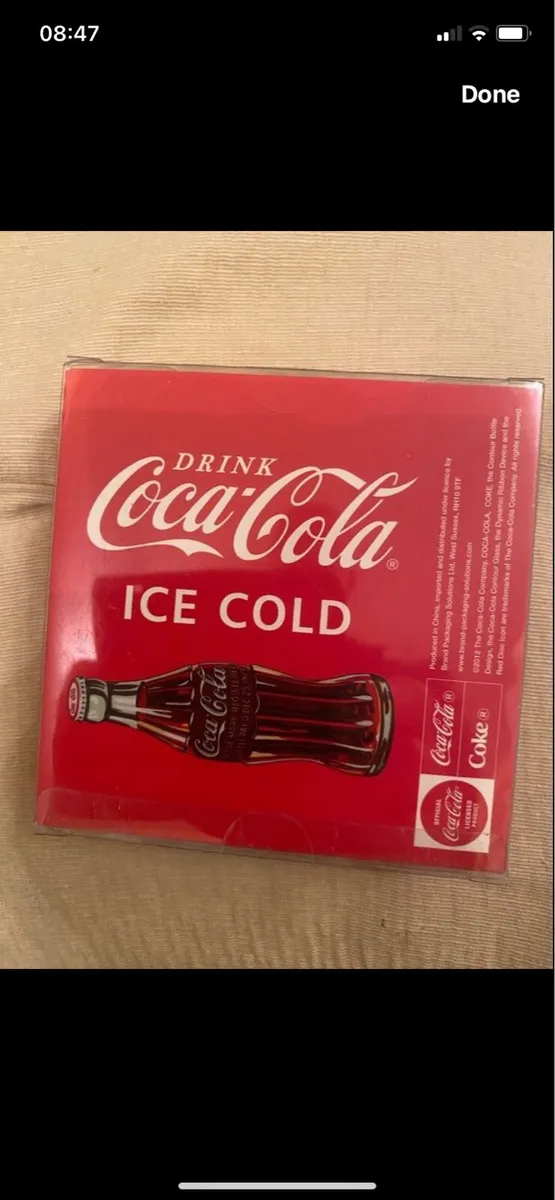 08:47
Done
DRINK
Coca-Cola®
ICE COLD
Coca-Cola
Produced in China, Imported and distributed under licence by
Brand Packaging Solutions Ltd, West Sussex, RH10 9TF
www.brand-packaging-solutions.com
©2012 The Coca-Cola Company. COCA-COLA, COKE, the Contour Bottle
Design, the Coca-Cola Contour Glass, the Dynamic Ribbon Device and the
Red Disc Icon are trademarks of The Coca-Cola Company. All rights reserved.
Coca-Cola®
Coke®
OFFICIAL
Coca-Cola
LICENSED
PRODUCT